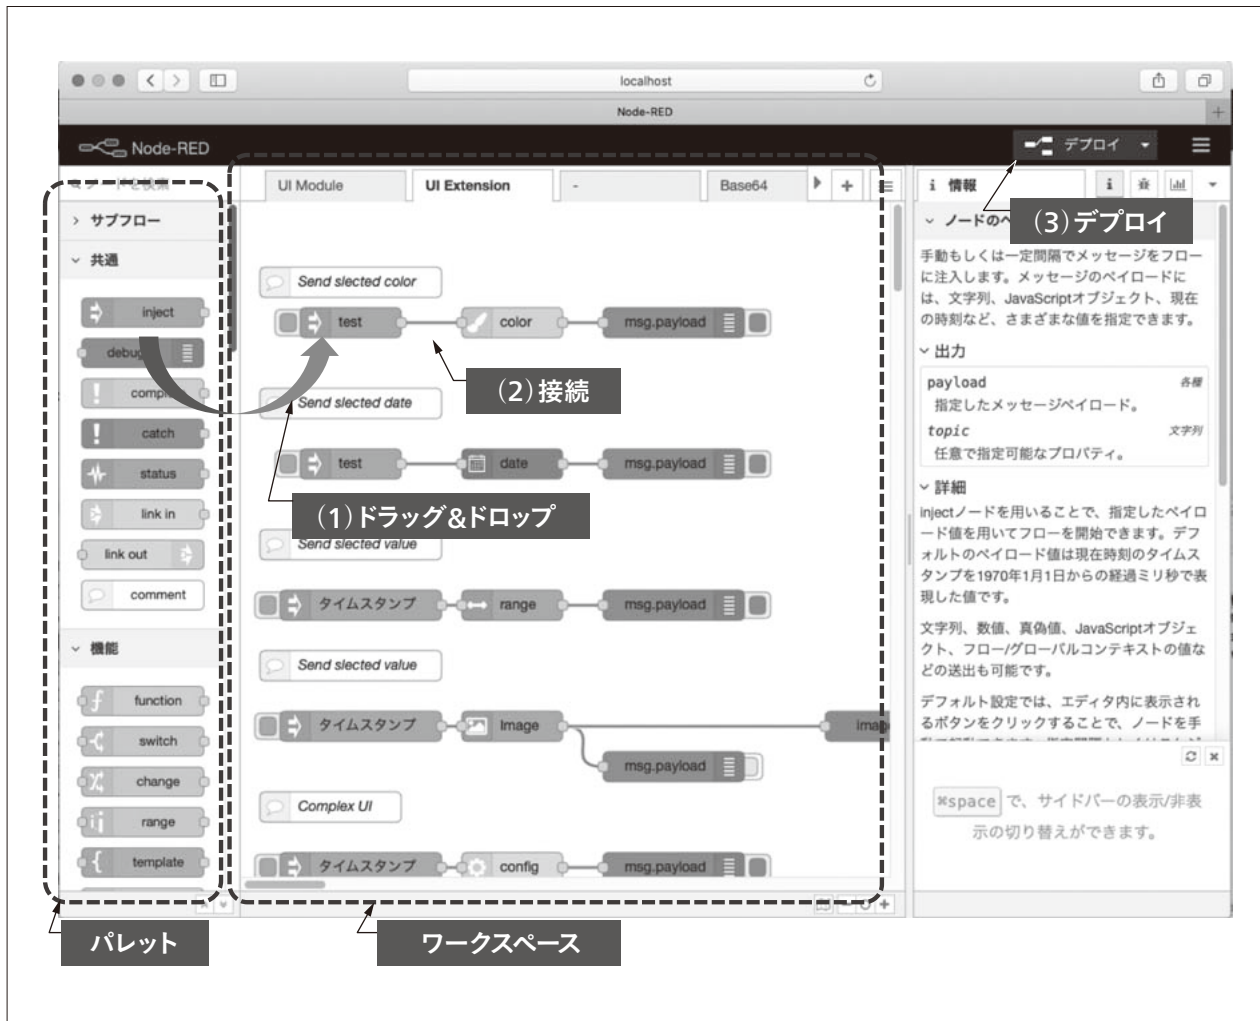 localhost
Node-RED
Node-RED
デプロイ
ノードを検索
サブフロー
共通
inject
debug
catch
status
link in
link out
comment
機能
function
switch
change
range
template
パレット
UI Module
UI Extension
-
Base64
Send slected color
test
color
msg.payload
(2)接続
Send slected date
test
date
msg.payload
(1)ドラッグ&ドロップ
Send slected value
タイムスタンプ
range
msg.payload
Send slected value
タイムスタンプ
Image
msg.payload
Complex UI
タイムスタンプ
config
msg.payload
ワークスペース
i 情報
i
(3)デプロイ
ノードの
手動もしくは一定間隔でメッセージをフロー
に注入します。メッセージのペイロードに
は、文字列、JavaScriptオブジェクト、現在
の時刻など、さまざまな値を指定できます。
出力
payload 各種
指定したメッセージペイロード。
topic 文字列
任意で指定可能なプロパティ。
詳細
injectノードを用いることで、指定したペイロ
ード値を用いてフローを開始できます。デフ
ォルトのペイロード値は現在時刻のタイムス
タンプを1970年1月1日からの経過ミリ秒で表
現した値です。
文字列、数値、真偽値、JavaScriptオブジェ
クト、フロー/グローバルコンテキストの値な
どの送出も可能です。
デフォルト設定では、エディタ内に表示され
るボタンをクリックすることで、ノードを手
⌘space で、サイドバーの表示/非表
示の切り替えができます。